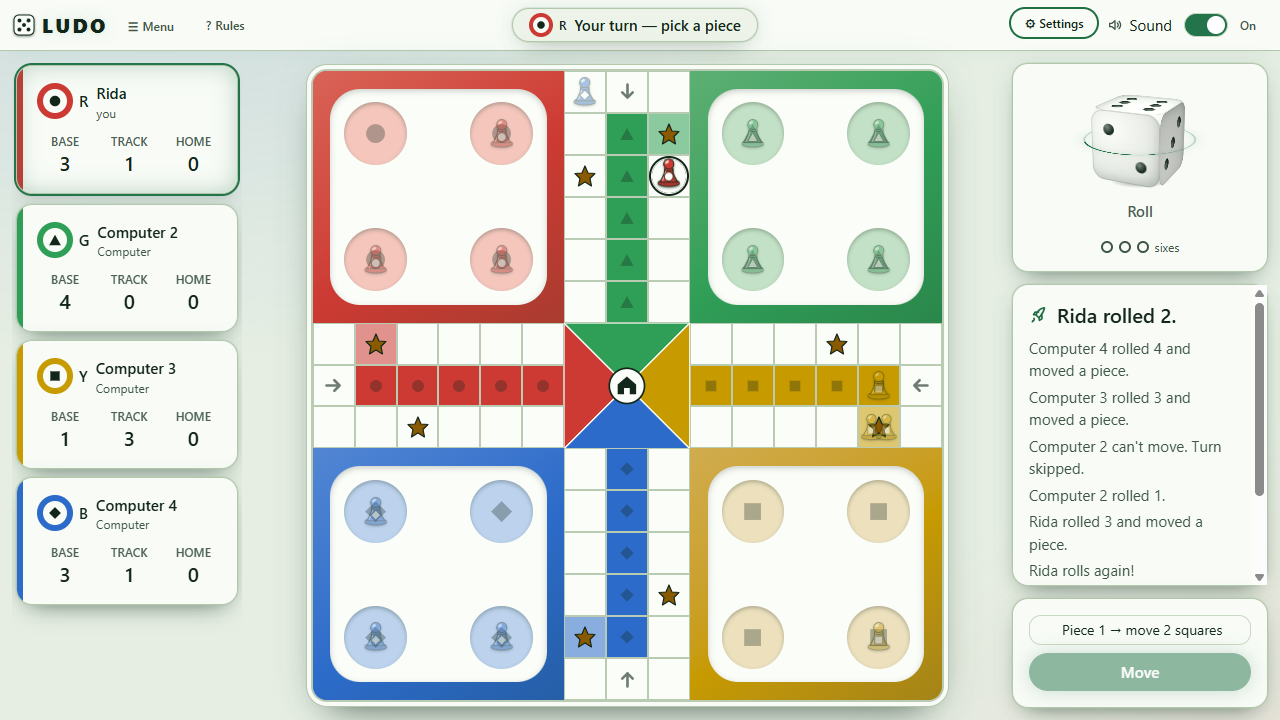 LUDO
☰ Menu
? Rules
R Your turn — pick a piece
⚙ Settings
Sound
On
R Rida
you
BASE TRACK HOME
3 1 0
G Computer 2
Computer
BASE TRACK HOME
4 0 0
Y Computer 3
Computer
BASE TRACK HOME
1 3 0
B Computer 4
Computer
BASE TRACK HOME
3 1 0
Roll
sixes
Rida rolled 2.
Computer 4 rolled 4 and
moved a piece.
Computer 3 rolled 3 and
moved a piece.
Computer 2 can't move. Turn
skipped.
Computer 2 rolled 1.
Rida rolled 3 and moved a
piece.
Rida rolls again!
Piece 1 → move 2 squares
Move